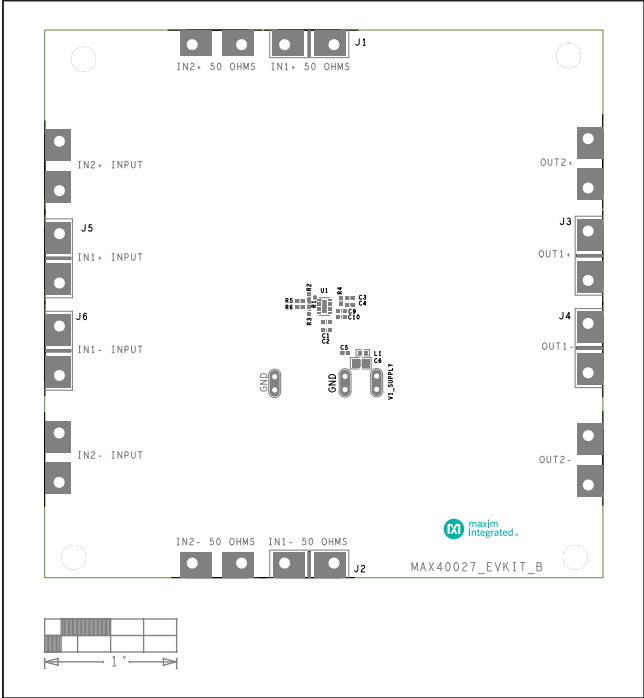 J1
IN2+ 50 OHMS IN1+ 50 OHMS
IN2+ INPUT
OUT2+
J5
J3
IN1+ INPUT
OUT1+
R2
U1
R4
R5
R1
C3
R6
C4
C9
R3
C10
J6
J4
C1
C2
IN1- INPUT
OUT1-
C5
L1
C6
GND
GND
V1_SUPPLY
IN2- INPUT
OUT2-
maxim
integrated™
IN2- 50 OHMS IN1- 50 OHMS
J2
MAX40027_EVKIT_B
1"